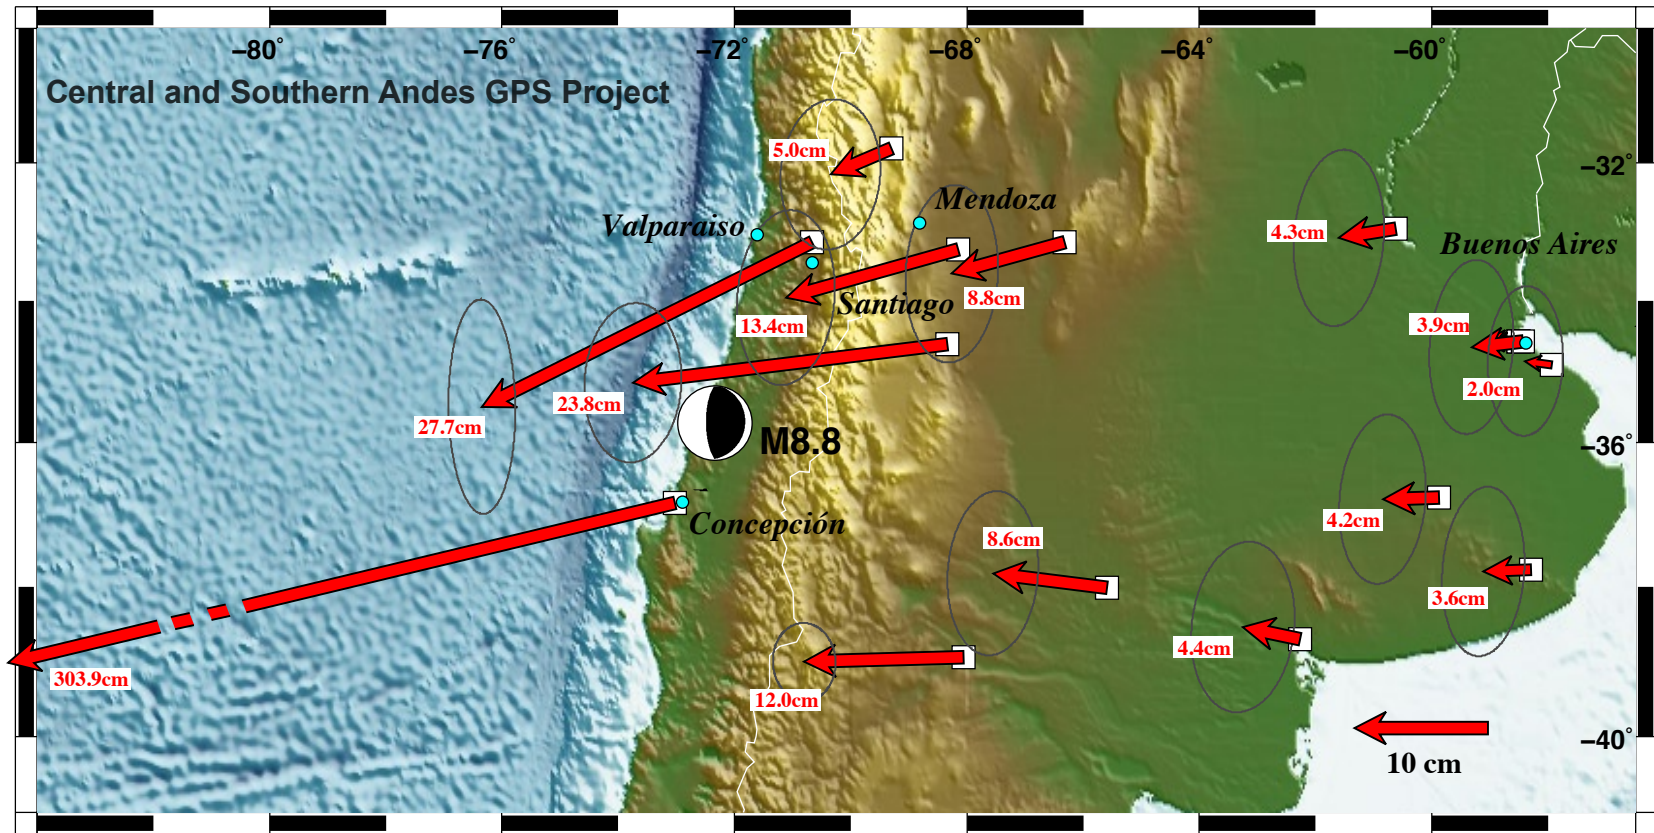 −80°
−76°
−72°
−68°
−64°
−60°
Central and Southern Andes GPS Project
5.0cm
−32°
Mendoza
Valparaiso
4.3cm
Buenos Aires
Santiago
8.8cm
13.4cm
3.9cm
2.0cm
23.8cm
27.7cm
M8.8
−36°
Concepción
4.2cm
8.6cm
3.6cm
4.4cm
303.9cm
12.0cm
−40°
10 cm